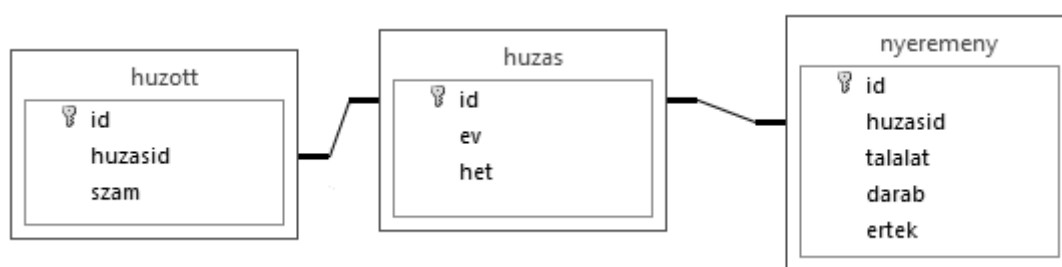 huzott
id
huzasid
szam
huzas
id
ev
het
nyeremeny
id
huzasid
talalat
darab
ertek